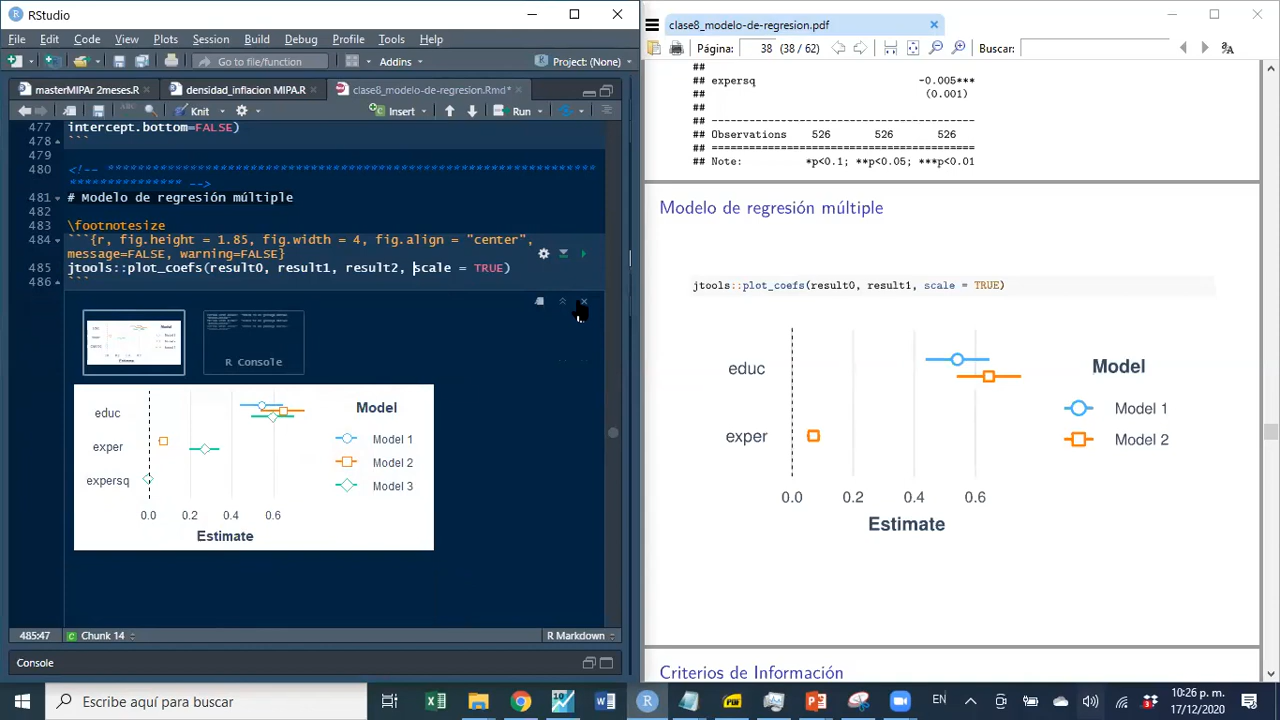 RStudio
File Edit Code View Plots Session Build Debug Profile Tools Help
Go to file/function
Addins
Project: (None)
densidad_inflacion MIPA.R
clase8_modelo-de-regresion.Rmd*
Knit
Insert
Run
477
intercept.bottom=FALSE)
478 ```
479
480
-->
481 # Modelo de regresión múltiple
482
483 \footnotesize
484 ```{r, fig.height = 1.85, fig.width = 4, fig.align = "center",
message=FALSE, warning=FALSE}
485 jtools::plot_coefs(result0, result1, result2, scale = TRUE)
486 ```
R Console
Model
educ
Model 1
exper
Model 2
expersq
Model 3
0.0 0.2 0.4 0.6
Estimate
485:47
Chunk 14
R Markdown
Console
clase8_modelo-de-regresion.pdf
Página: 38 (38 / 62)
Buscar:
##
## expersq -0.005***
## (0.001)
##
## -----------------------------------------
## Observations 526 526 526
## =========================================
## Note: *p<0.1; **p<0.05; ***p<0.01
Modelo de regresión múltiple
jtools::plot_coefs(result0, result1, scale = TRUE)
educ
Model
Model 1
exper
Model 2
0.0 0.2 0.4 0.6
Estimate
Criterios de Información
Escribe aquí para buscar
EN
10:26 p. m.
17/12/2020